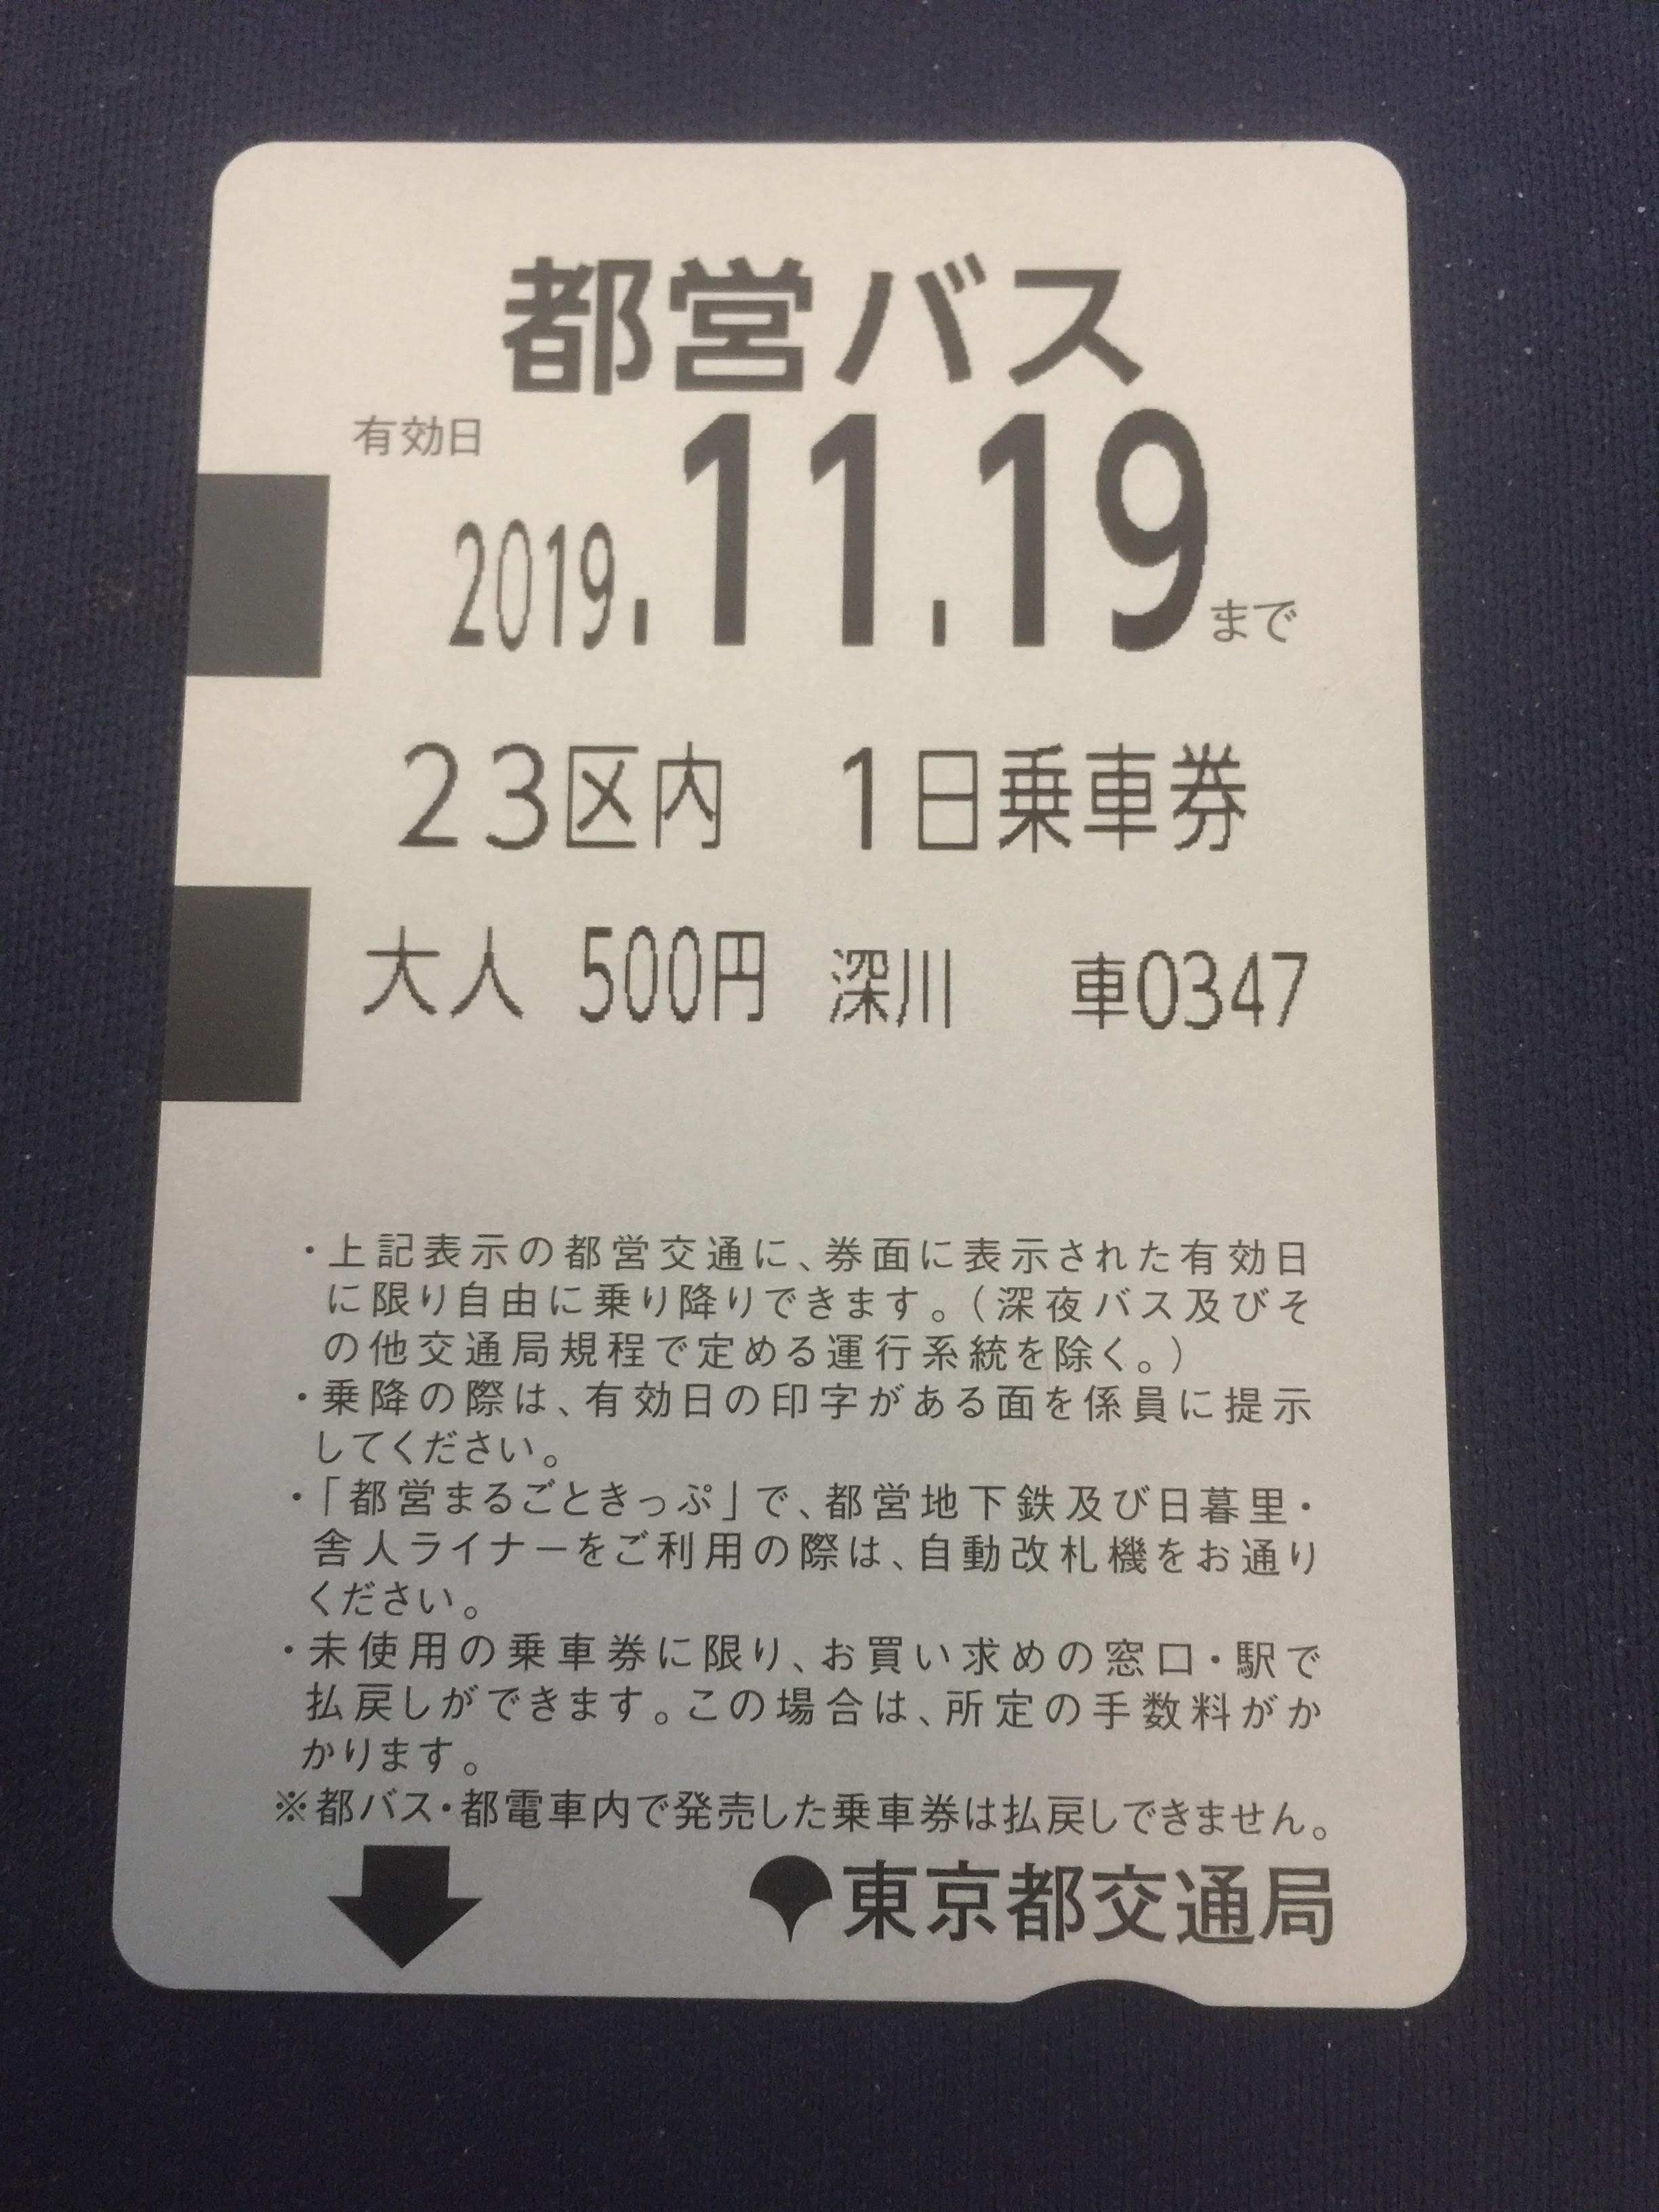 都営バス
有効日
2019.11.19まで
23区内 1日乗車券
大人 500円 深川 車0347
・上記表示の都営交通に、券面に表示された有効日
に限り自由に乗り降りできます。(深夜バス及びそ
の他交通局規程で定める運行系統を除く。)
・乗降の際は、有効日の印字がある面を係員に提示
してください。
・「都営まるごときっぷ」で、都営地下鉄及び日暮里・
舎人ライナーをご利用の際は、自動改札機をお通り
ください。
・未使用の乗車券に限り、お買い求めの窓口・駅で
払戻しができます。この場合は、所定の手数料がか
かります。
※都バス・都電車内で発売した乗車券は払戻しできません。
東京都交通局